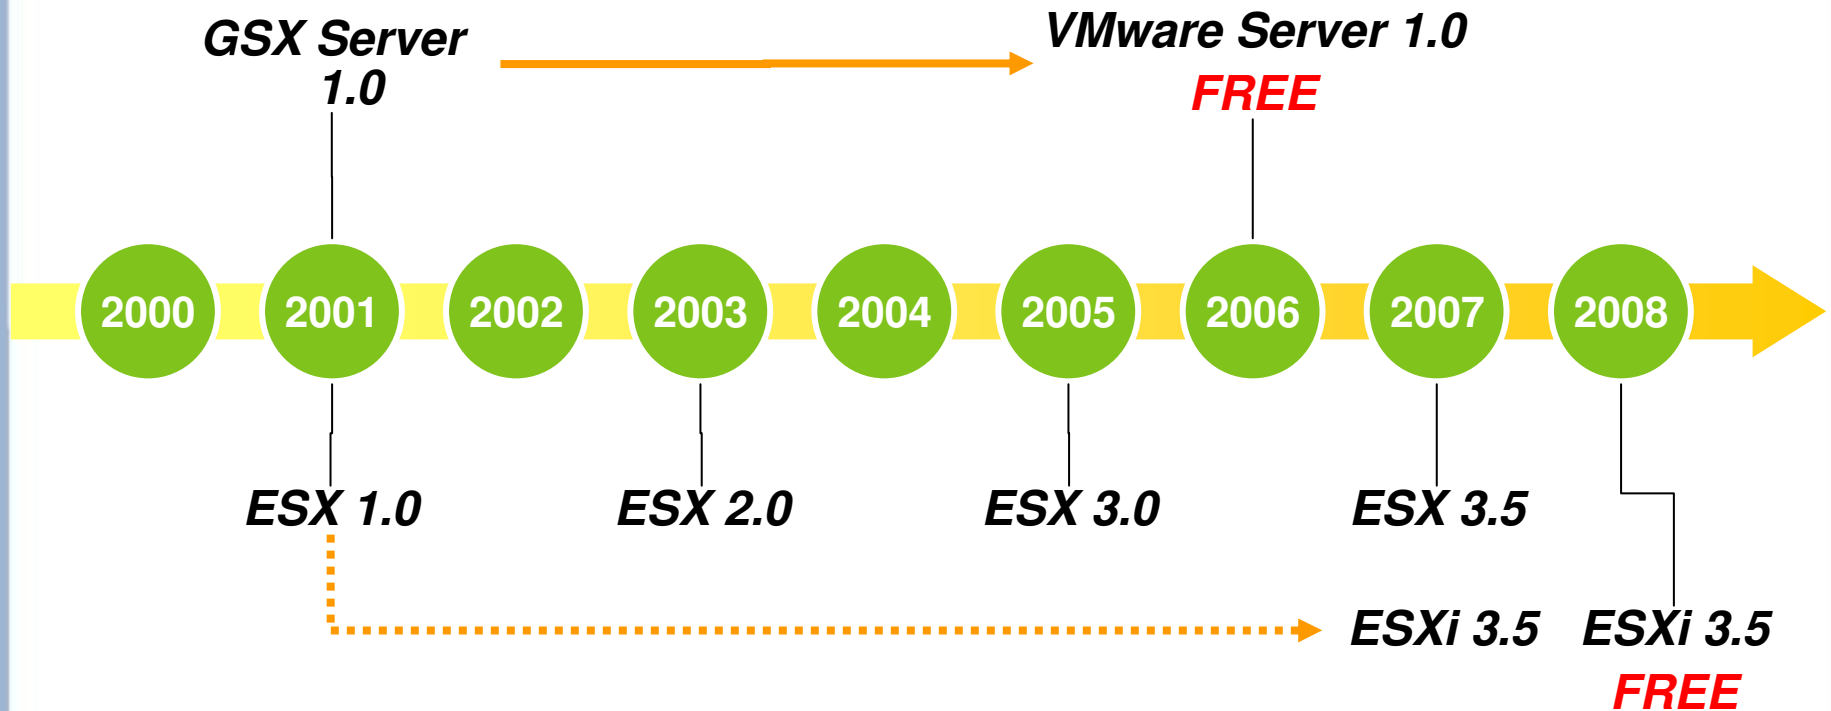 GSX Server
1.0
VMware Server 1.0
FREE
2000 2001 2002 2003 2004 2005 2006 2007 2008
ESX 1.0 ESX 2.0 ESX 3.0 ESX 3.5
ESXi 3.5 ESXi 3.5
FREE